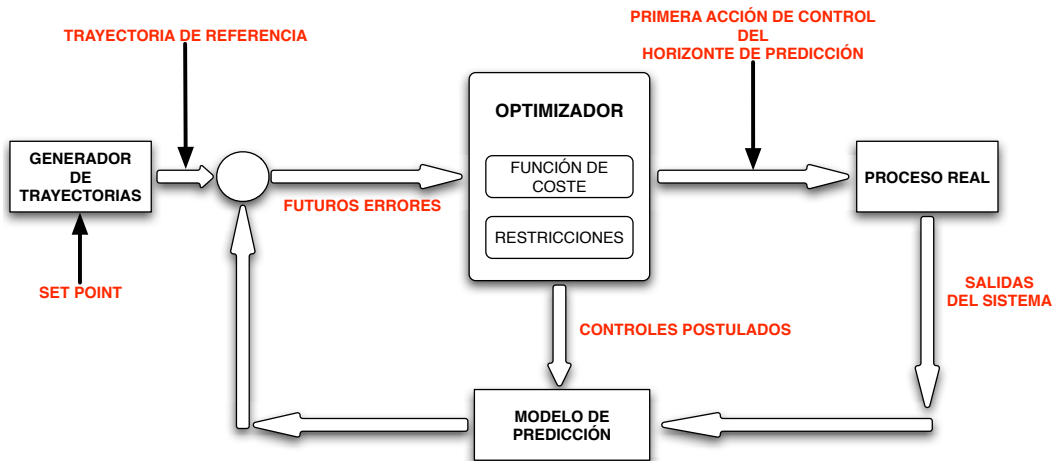 TRAYECTORIA DE REFERENCIA
PRIMERA ACCIÓN DE CONTROL
DEL
HORIZONTE DE PREDICCIÓN
OPTIMIZADOR
GENERADOR
DE
TRAYECTORIAS
FUNCIÓN DE
COSTE
PROCESO REAL
FUTUROS ERRORES
RESTRICCIONES
SET POINT
SALIDAS
DEL SISTEMA
CONTROLES POSTULADOS
MODELO DE
PREDICCIÓN